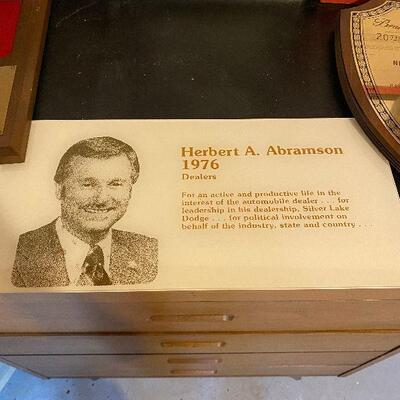 Herbert A. Abramson
1976
Dealers
For an active and productive life in the
interest of the automobile dealer . . . for
leadership in his dealership, Silver Lake
Dodge . . . for political involvement on
behalf of the industry, state and country . . .